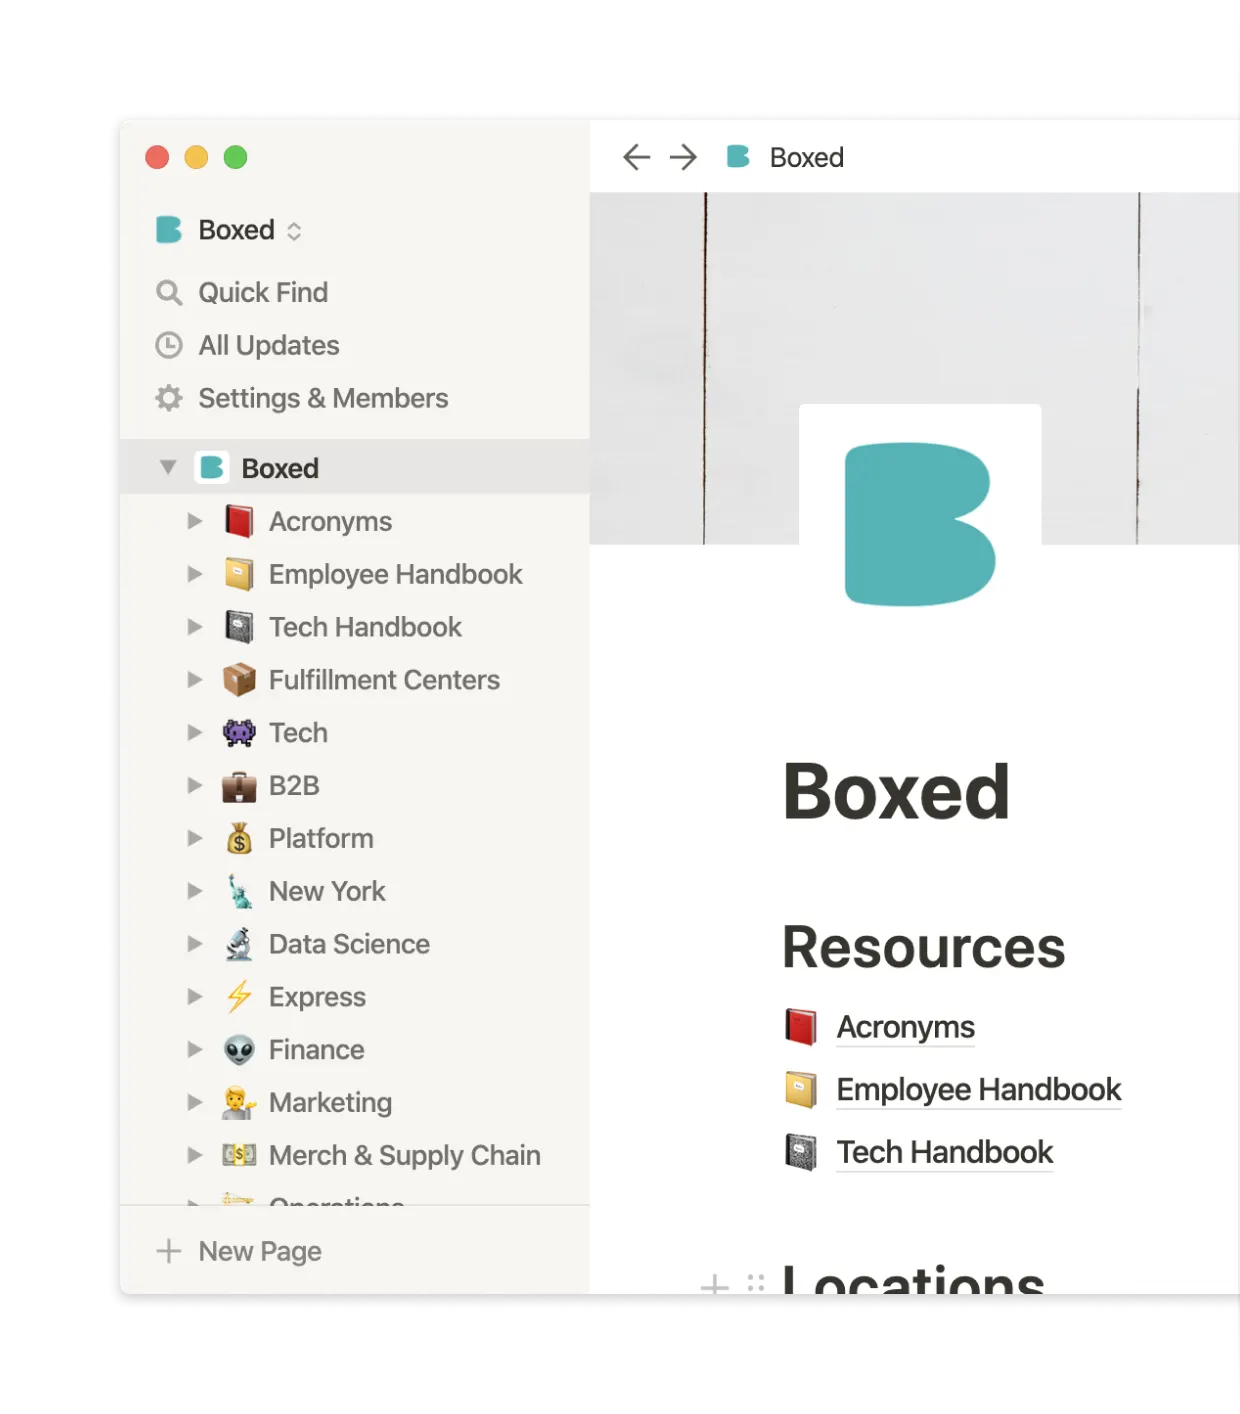 Boxed
Boxed
Quick Find
All Updates
Settings & Members
Boxed
Acronyms
Employee Handbook
Tech Handbook
Fulfillment Centers
Tech
B2B
Platform
New York
Data Science
Express
Finance
Marketing
Merch & Supply Chain
Operations
New Page
Boxed
Resources
Acronyms
Employee Handbook
Tech Handbook
Locations